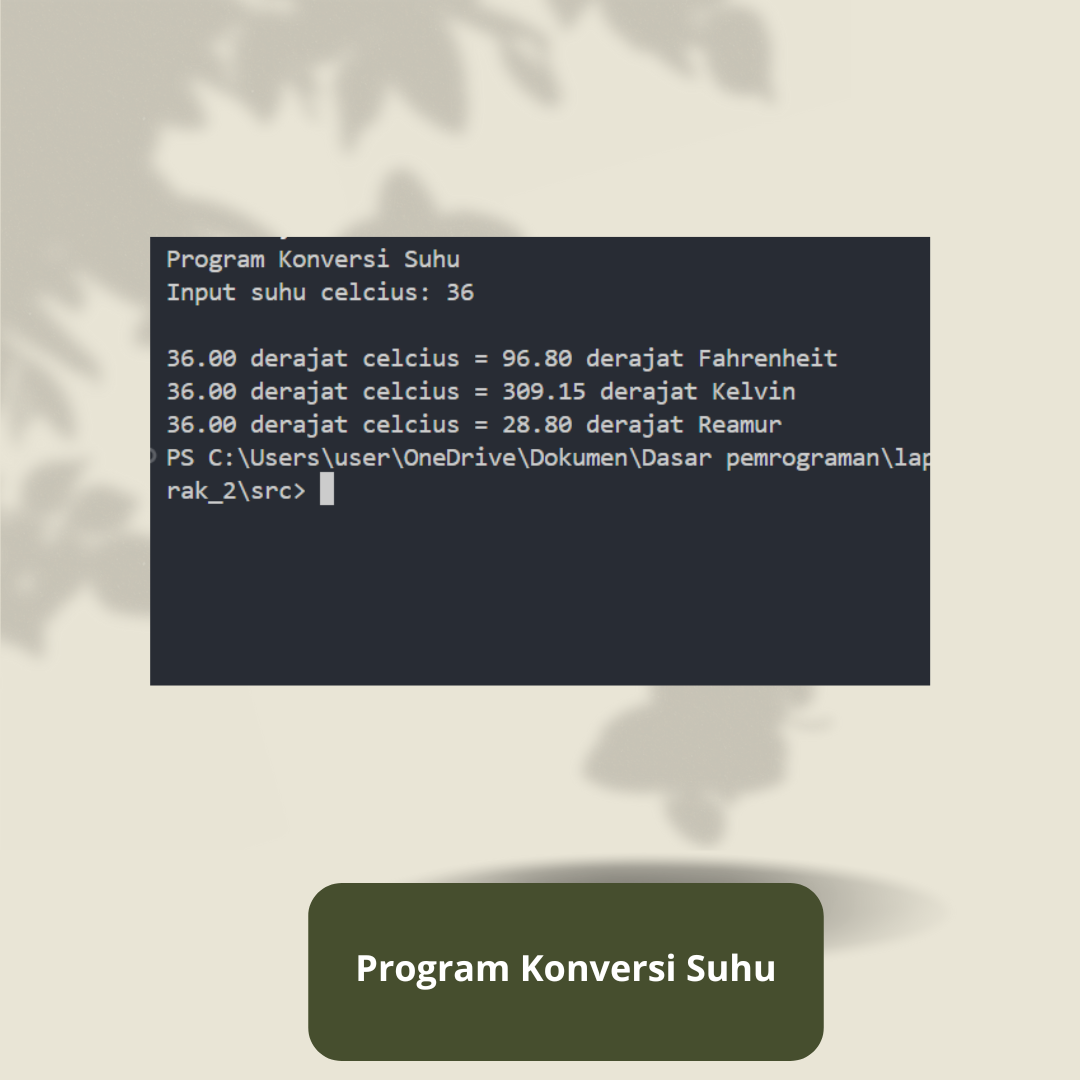 Program Konversi Suhu
Input suhu celcius: 36
36.00 derajat celcius = 96.80 derajat Fahrenheit
36.00 derajat celcius = 309.15 derajat Kelvin
36.00 derajat celcius = 28.80 derajat Reamur
PS C:\Users\user\OneDrive\Dokumen\Dasar pemrograman\lap
rak_2\src>
Program Konversi Suhu